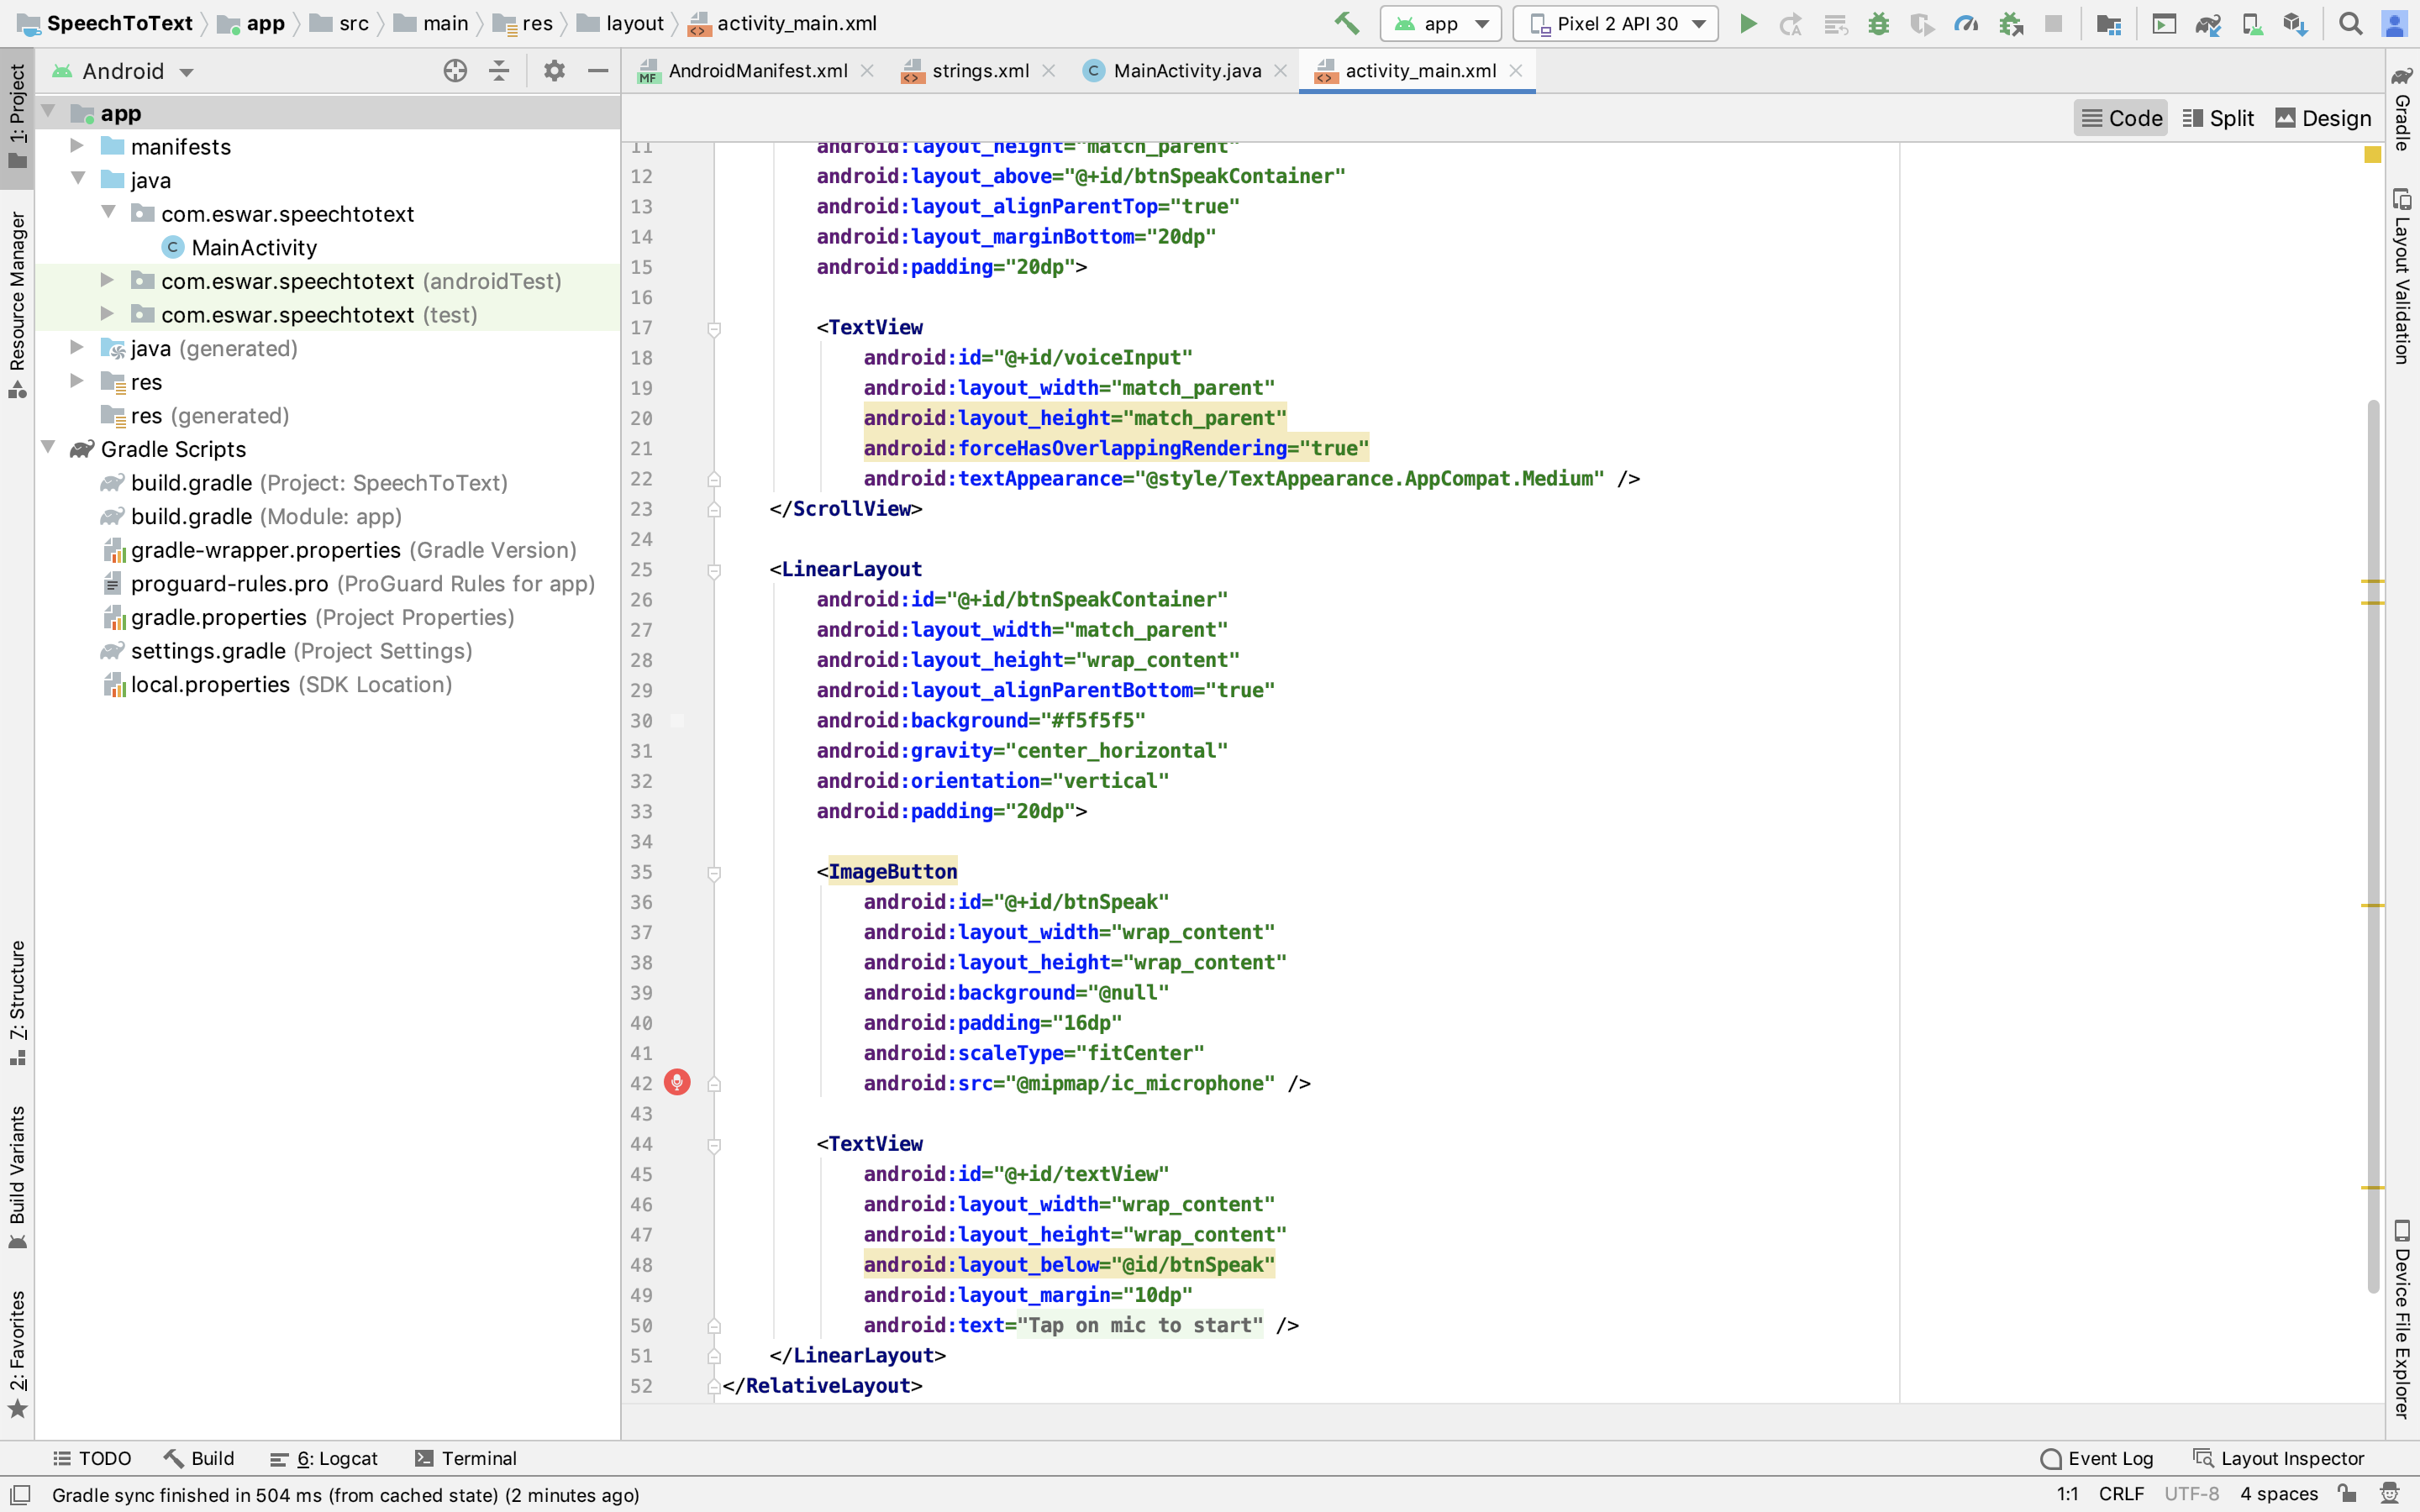 SpeechToText app src main res layout activity_main.xml app Pixel 2 API 30
1: Project
Resource Manager
Z: Structure
Build Variants
2: Favorites
Android
app
manifests
java
com.eswar.speechtotext
C MainActivity
com.eswar.speechtotext (androidTest)
com.eswar.speechtotext (test)
java (generated)
res
res (generated)
Gradle Scripts
build.gradle (Project: SpeechToText)
build.gradle (Module: app)
gradle-wrapper.properties (Gradle Version)
proguard-rules.pro (ProGuard Rules for app)
gradle.properties (Project Properties)
settings.gradle (Project Settings)
local.properties (SDK Location)
MF AndroidManifest.xml strings.xml C MainActivity.java activity_main.xml
Code Split Design
11 android:layout_height="match_parent"
12 android:layout_above="@+id/btnSpeakContainer"
13 android:layout_alignParentTop="true"
14 android:layout_marginBottom="20dp"
15 android:padding="20dp">
16
17 <TextView
18 android:id="@+id/voiceInput"
19 android:layout_width="match_parent"
20 android:layout_height="match_parent"
21 android:forceHasOverlappingRendering="true"
22 android:textAppearance="@style/TextAppearance.AppCompat.Medium" />
23 </ScrollView>
24
25 <LinearLayout
26 android:id="@+id/btnSpeakContainer"
27 android:layout_width="match_parent"
28 android:layout_height="wrap_content"
29 android:layout_alignParentBottom="true"
30 android:background="#f5f5f5"
31 android:gravity="center_horizontal"
32 android:orientation="vertical"
33 android:padding="20dp">
34
35 <ImageButton
36 android:id="@+id/btnSpeak"
37 android:layout_width="wrap_content"
38 android:layout_height="wrap_content"
39 android:background="@null"
40 android:padding="16dp"
41 android:scaleType="fitCenter"
42 android:src="@mipmap/ic_microphone" />
43
44 <TextView
45 android:id="@+id/textView"
46 android:layout_width="wrap_content"
47 android:layout_height="wrap_content"
48 android:layout_below="@id/btnSpeak"
49 android:layout_margin="10dp"
50 android:text="Tap on mic to start" />
51 </LinearLayout>
52 </RelativeLayout>
Gradle
Layout Validation
Device File Explorer
TODO Build 6: Logcat Terminal Event Log Layout Inspector
Gradle sync finished in 504 ms (from cached state) (2 minutes ago) 1:1 CRLF UTF-8 4 spaces